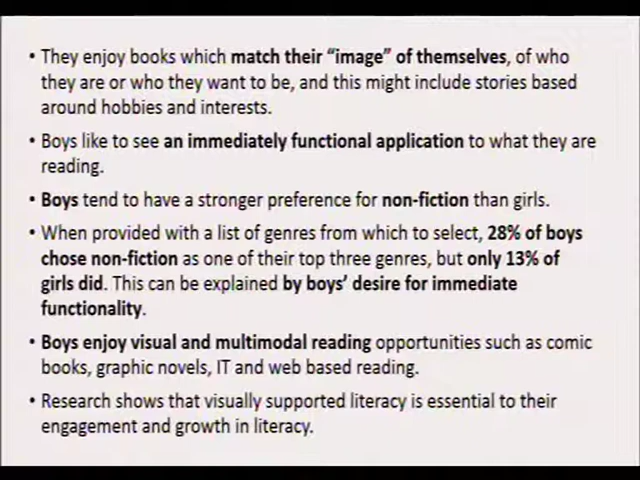 • They enjoy books which match their “image” of themselves, of who
they are or who they want to be, and this might include stories based
around hobbies and interests.
• Boys like to see an immediately functional application to what they are
reading.
• Boys tend to have a stronger preference for non-fiction than girls.
• When provided with a list of genres from which to select, 28% of boys
chose non-fiction as one of their top three genres, but only 13% of
girls did. This can be explained by boys’ desire for immediate
functionality.
• Boys enjoy visual and multimodal reading opportunities such as comic
books, graphic novels, IT and web based reading.
• Research shows that visually supported literacy is essential to their
engagement and growth in literacy.